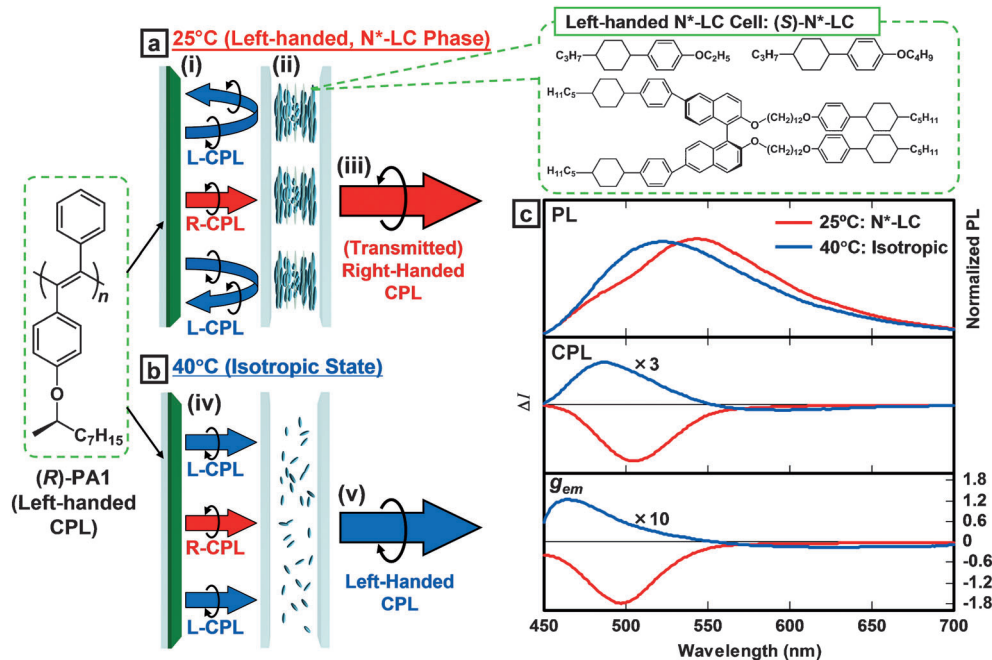 a 25°C (Left-handed, N*-LC Phase)
(i)
(ii)
L-CPL
R-CPL
L-CPL
(iii)
(Transmitted)
Right-Handed
CPL
n
O
C7H15
(R)-PA1
(Left-handed
CPL)
b 40°C (Isotropic State)
(iv)
L-CPL
R-CPL
L-CPL
(v)
Left-Handed
CPL
Left-handed N*-LC Cell: (S)-N*-LC
C3H7 OC2H5 C3H7 OC4H9
H11C5 O (CH2)12 O C5H11
H11C5 O (CH2)12 O C5H11
c PL
25°C: N*-LC
40°C: Isotropic
Normalized PL
CPL
×3
ΔI
gem
×10
1.8
1.2
0.6
0
-0.6
-1.2
-1.8
450 500 550 600 650 700
Wavelength (nm)